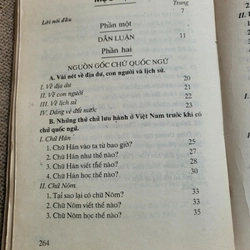 Trang
Lời nói đầu 7
Phần một
DẪN LUẬN 11
Phần hai
NGUỒN GỐC CHỮ QUỐC NGỮ
A. Vài nét về địa dư, con người và lịch sử.
I. Về địa dư 20
II. Về con người 21
III. Về lịch sử 22
IV. Dáng vẻ đất nước 23
B. Những thứ chữ lưu hành ở Việt Nam trước khi có
chữ quốc ngữ.
I. Chữ Hán
1. Chữ Hán vào ta từ bao giờ? 25
2. Chữ Hán như thế nào? 27
3. Chữ Hán viết thế nào? 28
4. Chữ Hán học thế nào? 30
II. Chữ Nôm
1. Tại sao lại có chữ Nôm? 33
2. Chữ Nôm viết thế nào? 33
3. Chữ Nôm học thế nào? 35
264